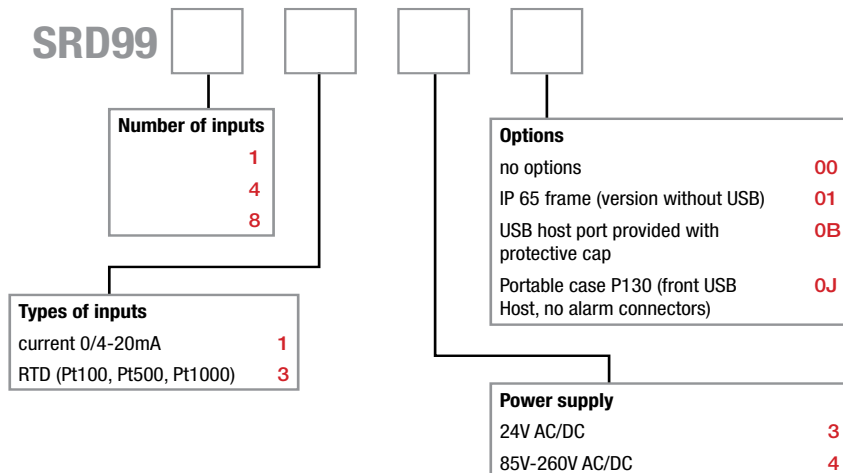 SRD99
Number of inputs
1
4
8
Types of inputs
current 0/4-20mA 1
RTD (Pt100, Pt500, Pt1000) 3
Options
no options 00
IP 65 frame (version without USB) 01
USB host port provided with 0B
protective cap
Portable case P130 (front USB 0J
Host, no alarm connectors)
Power supply
24V AC/DC 3
85V-260V AC/DC 4